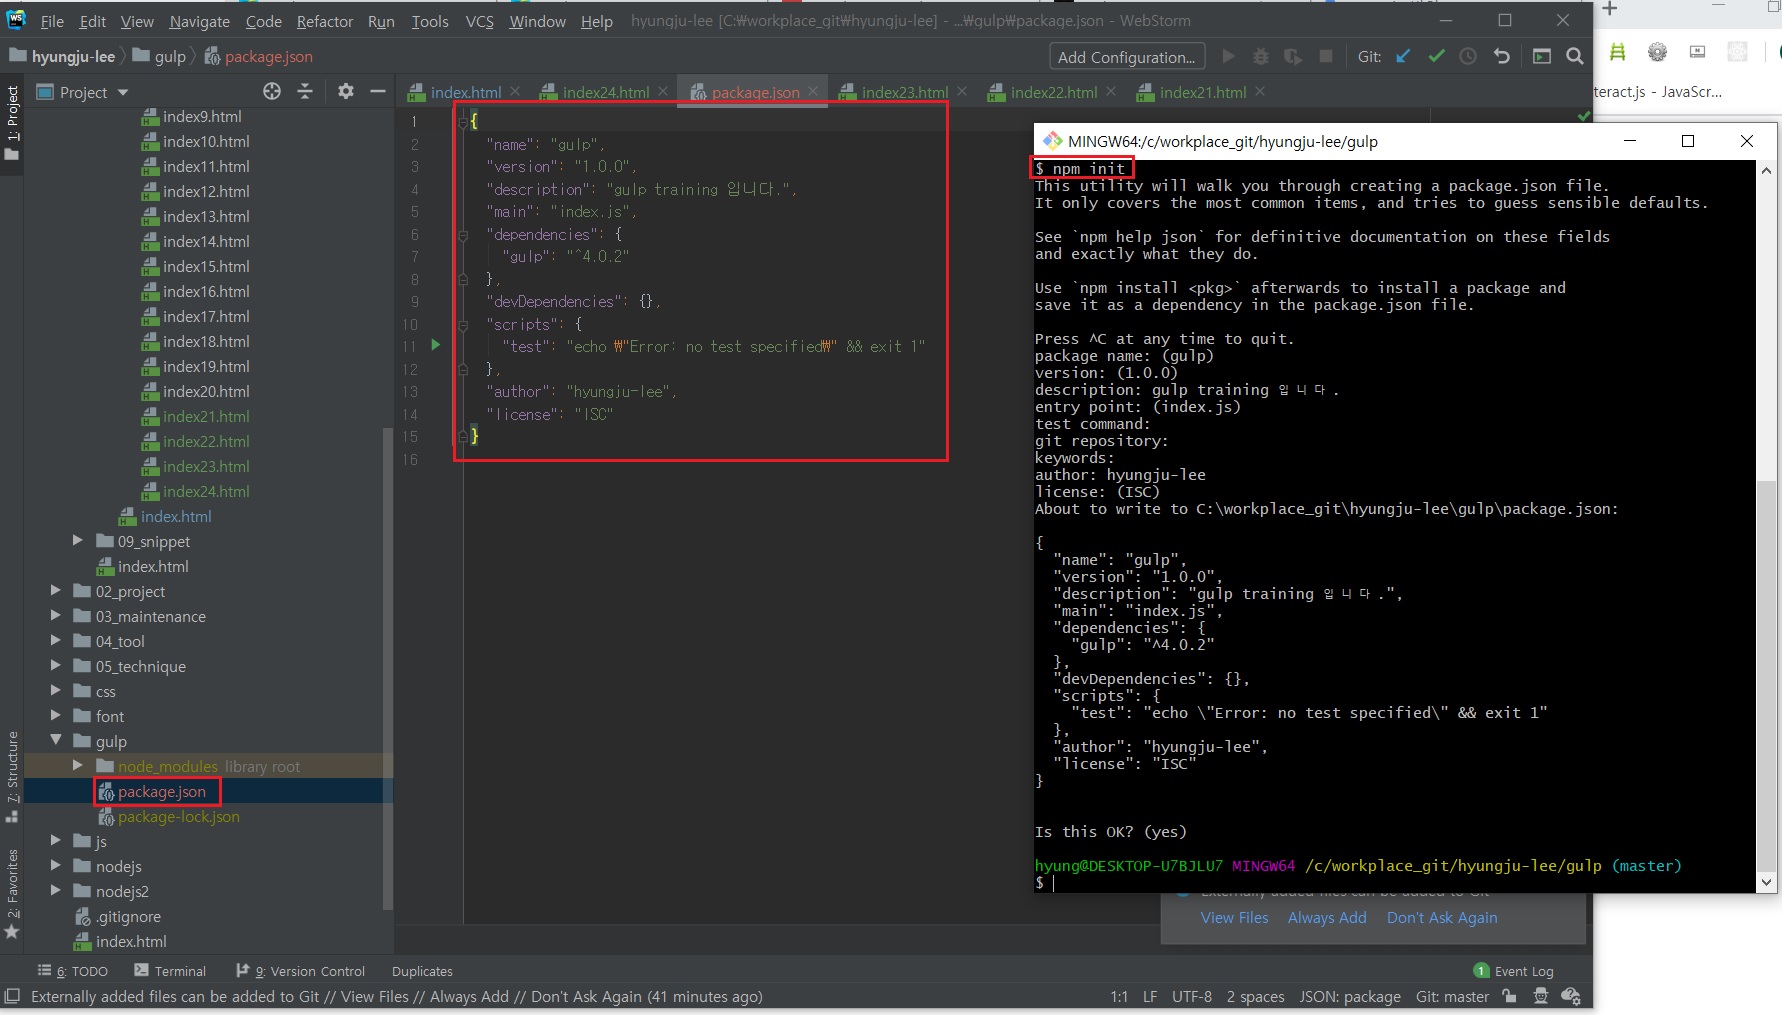 File Edit View Navigate Code Refactor Run Tools VCS Window Help hyungju-lee [C:₩workplace_git₩hyungju-lee] - ...₩gulp₩package.json - WebStorm
hyungju-lee gulp package.json
Add Configuration... Git:
teract.js - JavaScr...
Project
index.html index24.html package.json index23.html index22.html index21.html
1: Project
7: Structure
2: Favorites
index9.html
index10.html
index11.html
index12.html
index13.html
index14.html
index15.html
index16.html
index17.html
index18.html
index19.html
index20.html
index21.html
index22.html
index23.html
index24.html
index.html
09_snippet
index.html
02_project
03_maintenance
04_tool
05_technique
css
font
gulp
node_modules library root
package.json
package-lock.json
js
nodejs
nodejs2
.gitignore
index.html
1 {
2 "name": "gulp",
3 "version": "1.0.0",
4 "description": "gulp training 입니다.",
5 "main": "index.js",
6 "dependencies": {
7 "gulp": "^4.0.2"
8 },
9 "devDependencies": {},
10 "scripts": {
11 "test": "echo ₩"Error: no test specified₩" && exit 1"
12 },
13 "author": "hyungju-lee",
14 "license": "ISC"
15 }
16
MINGW64:/c/workplace_git/hyungju-lee/gulp
$ npm init
This utility will walk you through creating a package.json file.
It only covers the most common items, and tries to guess sensible defaults.
See `npm help json` for definitive documentation on these fields
and exactly what they do.
Use `npm install <pkg>` afterwards to install a package and
save it as a dependency in the package.json file.
Press ^C at any time to quit.
package name: (gulp)
version: (1.0.0)
description: gulp training 입니다.
entry point: (index.js)
test command:
git repository:
keywords:
author: hyungju-lee
license: (ISC)
About to write to C:\workplace_git\hyungju-lee\gulp\package.json:
{
"name": "gulp",
"version": "1.0.0",
"description": "gulp training 입니다.",
"main": "index.js",
"dependencies": {
"gulp": "^4.0.2"
},
"devDependencies": {},
"scripts": {
"test": "echo \"Error: no test specified\" && exit 1"
},
"author": "hyungju-lee",
"license": "ISC"
}
Is this OK? (yes)
hyung@DESKTOP-U7BJLU7 MINGW64 /c/workplace_git/hyungju-lee/gulp (master)
$
Externally added files can be added to Git
View Files Always Add Don't Ask Again
6: TODO Terminal 9: Version Control Duplicates 1 Event Log
Externally added files can be added to Git // View Files // Always Add // Don't Ask Again (41 minutes ago) 1:1 LF UTF-8 2 spaces JSON: package Git: master